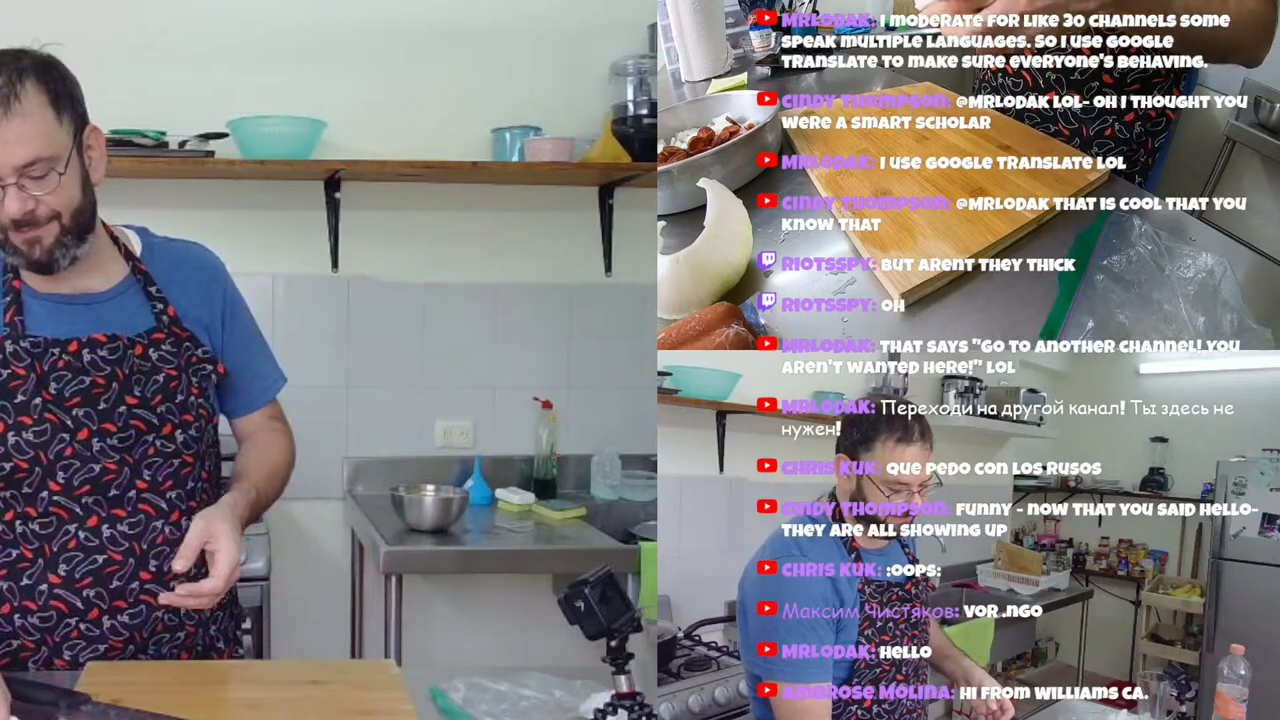 MRLODAK: I MODERATE FOR LIKE 30 CHANNELS SOME
SPEAK MULTIPLE LANGUAGES. SO I USE GOOGLE
TRANSLATE TO MAKE SURE EVERYONE'S BEHAVING.
CINDY THOMPSON: @MRLODAK LOL- OH I THOUGHT YOU
WERE A SMART SCHOLAR
MRLODAK: I USE GOOGLE TRANSLATE LOL
CINDY THOMPSON: @MRLODAK THAT IS COOL THAT YOU
KNOW THAT
RIOTSSPY: BUT ARENT THEY THICK
RIOTSSPY: OH
MRLODAK: THAT SAYS "GO TO ANOTHER CHANNEL! YOU
AREN'T WANTED HERE!" LOL
MRLODAK: Переходи на другой канал! Ты здесь не
нужен!
CHRIS KUK: QUE PEDO CON LOS RUSOS
CINDY THOMPSON: FUNNY - NOW THAT YOU SAID HELLO-
THEY ARE ALL SHOWING UP
CHRIS KUK: :OOPS:
Максим Чистяков: VOR .NGO
MRLODAK: HELLO
AMBROSE MOLINA: HI FROM WILLIAMS CA.